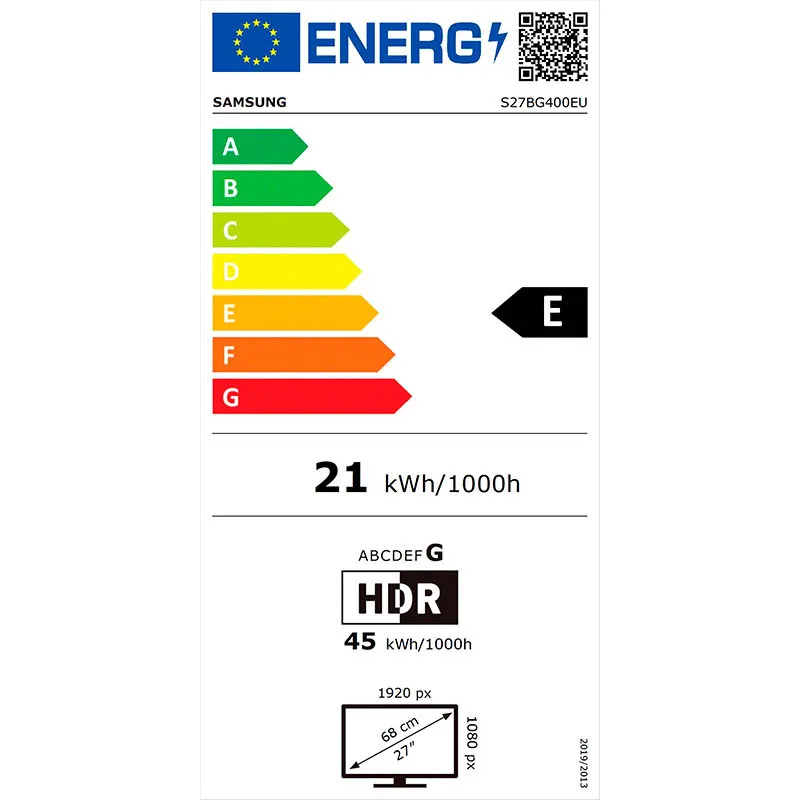 ENERG
SAMSUNG S27BG400EU
A
B
C
D
E
E
F
G
21 kWh/1000h
ABCDEFG
HDR
45 kWh/1000h
1920 px
68 cm
27"
1080 px
2019/2013